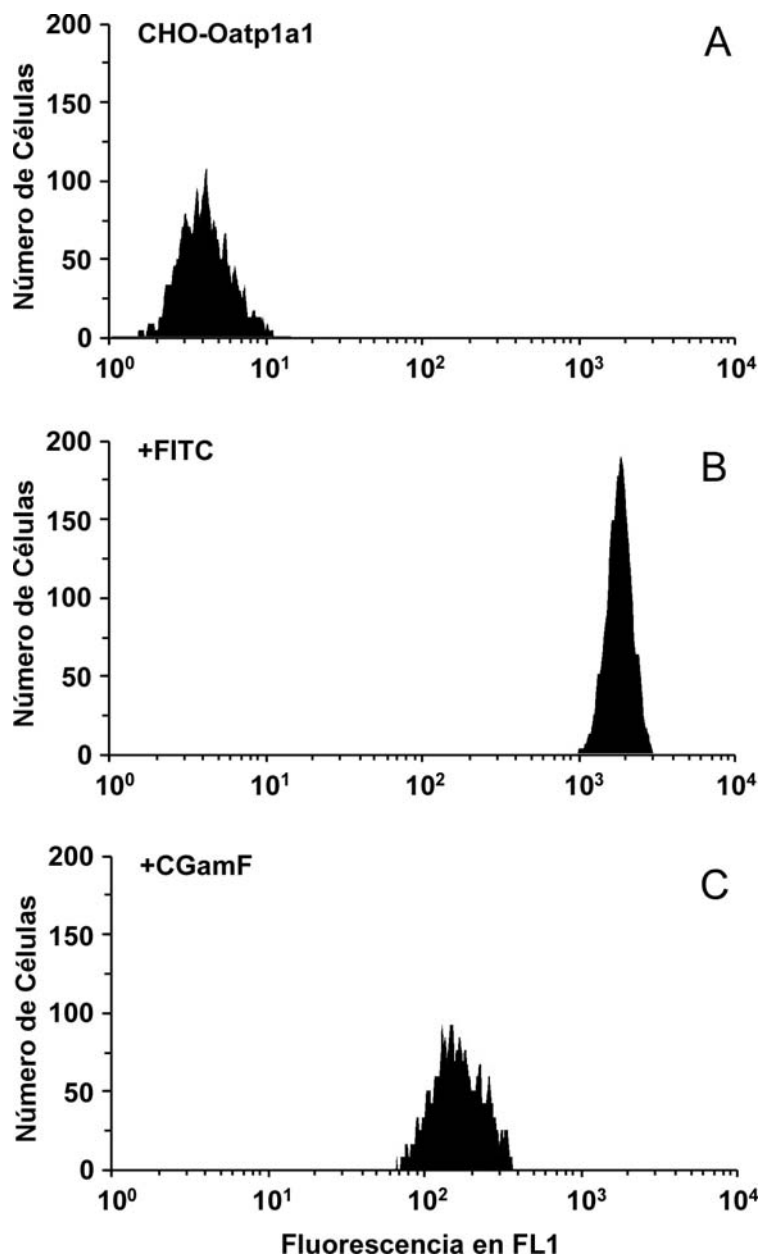 CHO-Oatp1a1
A
Número de Células
200
150
100
50
0
10⁰ 10¹ 10² 10³ 10⁴
+FITC
B
Número de Células
200
150
100
50
0
10⁰ 10¹ 10² 10³ 10⁴
+CGamF
C
Número de Células
200
150
100
50
0
10⁰ 10¹ 10² 10³ 10⁴
Fluorescencia en FL1